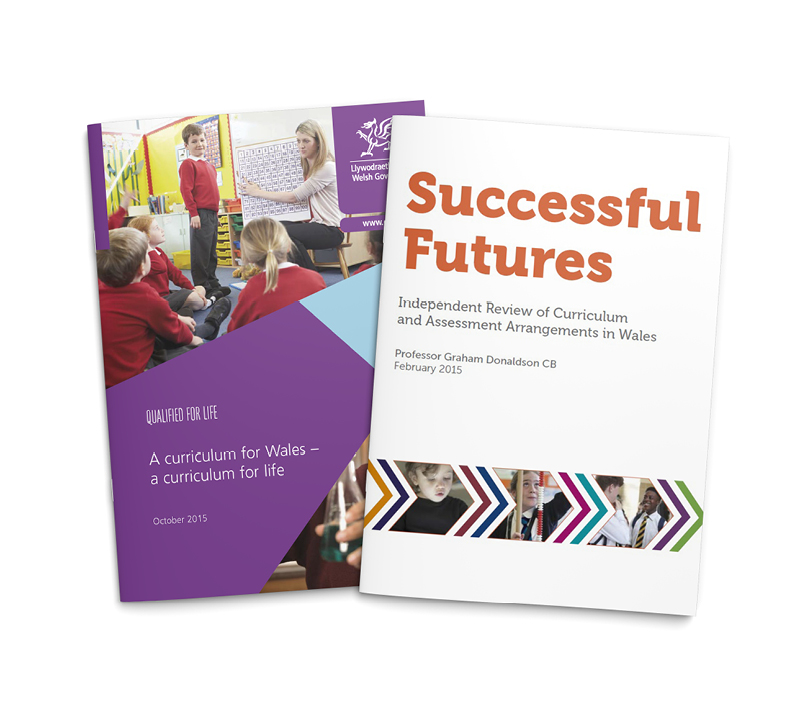 Llywodraet
Welsh Gov
www.
QUALIFIED FOR LIFE
A curriculum for Wales –
a curriculum for life
October 2015
Successful
Futures
Independent Review of Curriculum
and Assessment Arrangements in Wales
Professor Graham Donaldson CB
February 2015